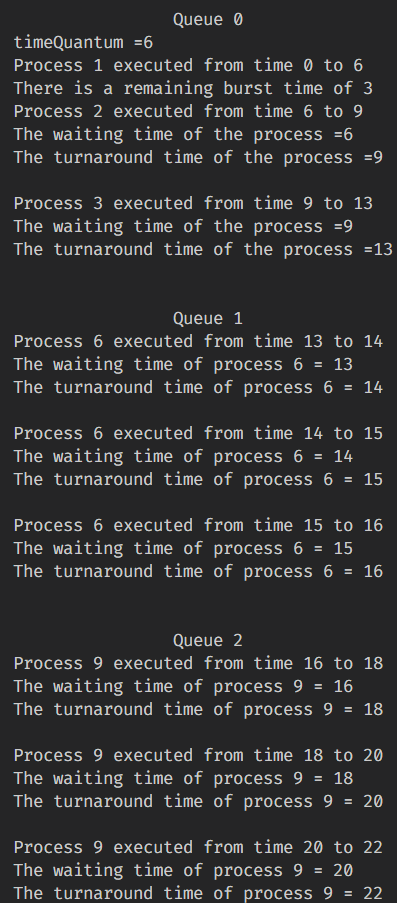 Queue 0
timeQuantum =6
Process 1 executed from time 0 to 6
There is a remaining burst time of 3
Process 2 executed from time 6 to 9
The waiting time of the process =6
The turnaround time of the process =9
Process 3 executed from time 9 to 13
The waiting time of the process =9
The turnaround time of the process =13
Queue 1
Process 6 executed from time 13 to 14
The waiting time of process 6 = 13
The turnaround time of process 6 = 14
Process 6 executed from time 14 to 15
The waiting time of process 6 = 14
The turnaround time of process 6 = 15
Process 6 executed from time 15 to 16
The waiting time of process 6 = 15
The turnaround time of process 6 = 16
Queue 2
Process 9 executed from time 16 to 18
The waiting time of process 9 = 16
The turnaround time of process 9 = 18
Process 9 executed from time 18 to 20
The waiting time of process 9 = 18
The turnaround time of process 9 = 20
Process 9 executed from time 20 to 22
The waiting time of process 9 = 20
The turnaround time of process 9 = 22